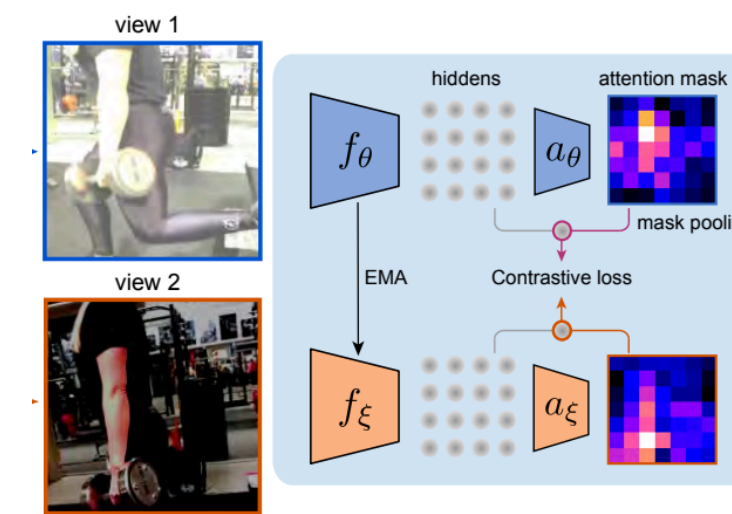 view 1
hiddens
attention mask
fθ
aθ
mask pooli
EMA
Contrastive loss
view 2
fξ
aξ